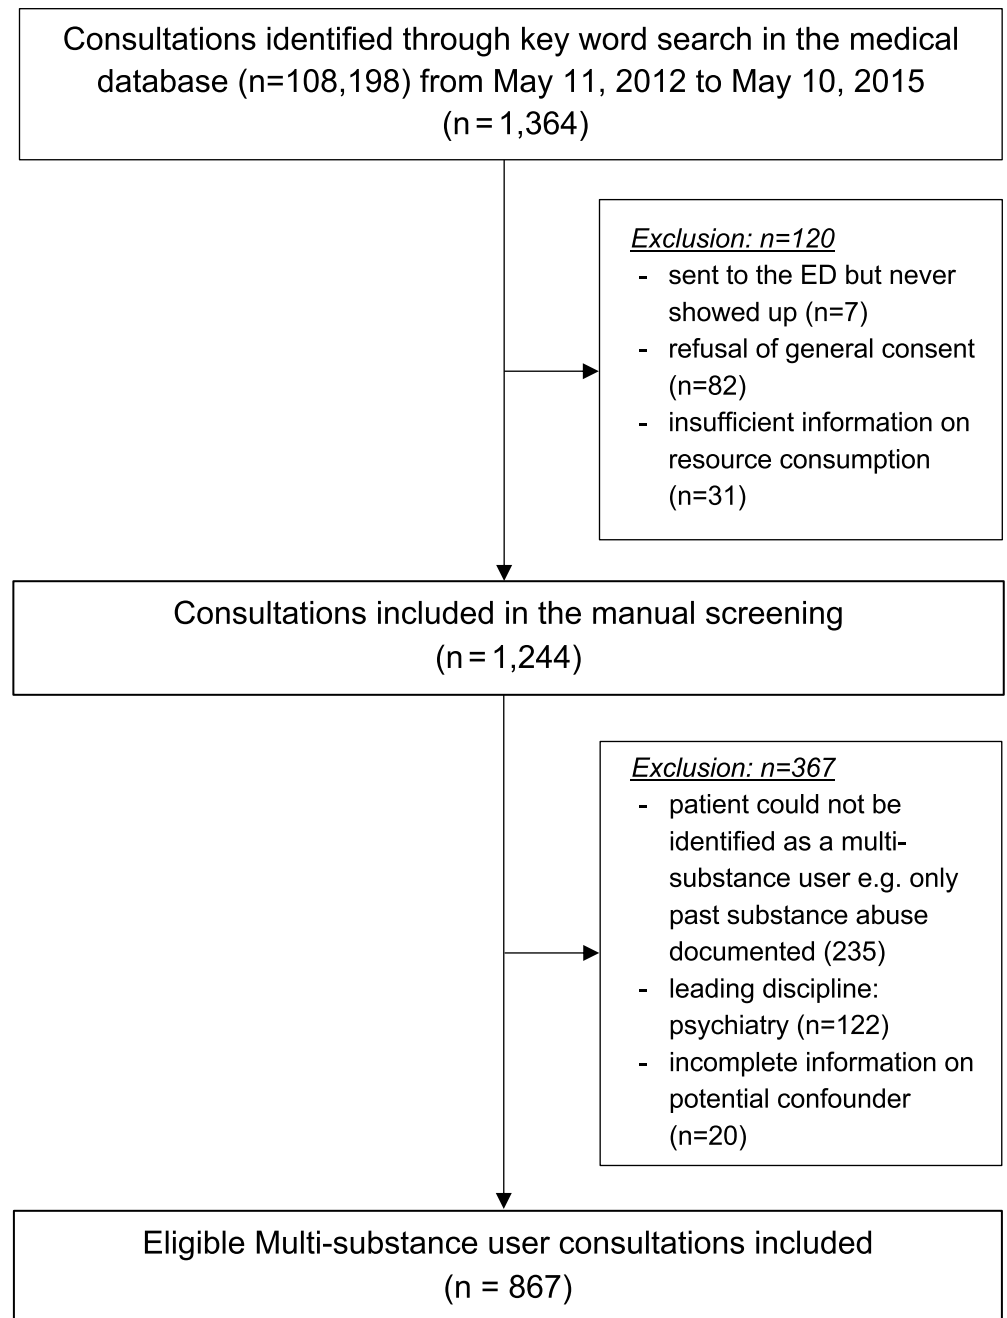 Consultations identified through key word search in the medical
database (n=108,198) from May 11, 2012 to May 10, 2015
(n = 1,364)
Exclusion: n=120
- sent to the ED but never
showed up (n=7)
- refusal of general consent
(n=82)
- insufficient information on
resource consumption
(n=31)
Consultations included in the manual screening
(n = 1,244)
Exclusion: n=367
- patient could not be
identified as a multi-
substance user e.g. only
past substance abuse
documented (235)
- leading discipline:
psychiatry (n=122)
- incomplete information on
potential confounder
(n=20)
Eligible Multi-substance user consultations included
(n = 867)